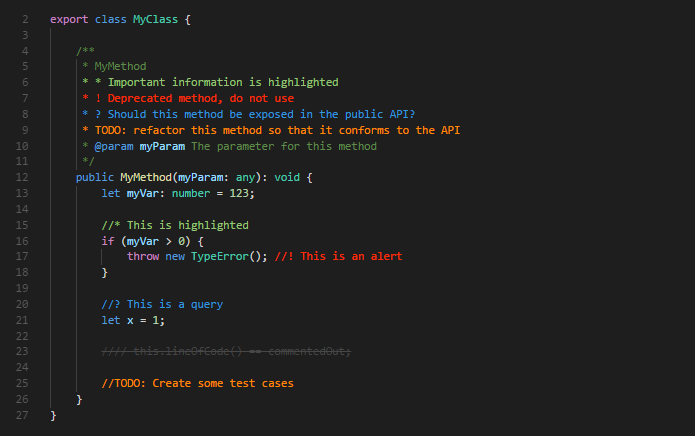 2 export class MyClass {
3
4 /**
5 * MyMethod
6 * * Important information is highlighted
7 * ! Deprecated method, do not use
8 * ? Should this method be exposed in the public API?
9 * TODO: refactor this method so that it conforms to the API
10 * @param myParam The parameter for this method
11 */
12 public MyMethod(myParam: any): void {
13 let myVar: number = 123;
14
15 //* This is highlighted
16 if (myVar > 0) {
17 throw new TypeError(); //! This is an alert
18 }
19
20 //? This is a query
21 let x = 1;
22
23 //// this.lineOfCode() == commentedOut;
24
25 //TODO: Create some test cases
26 }
27 }